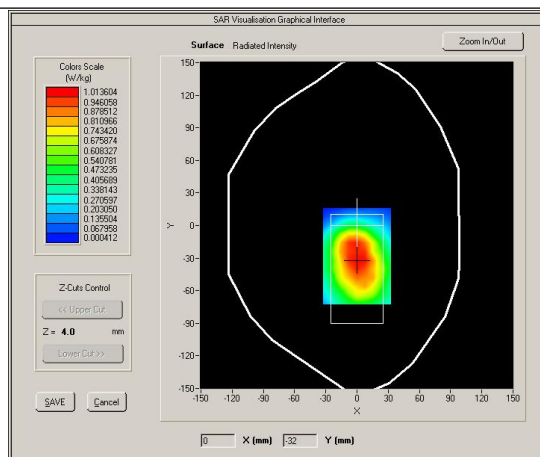 SAR Visualisation Graphical Interface
Surface Radiated Intensity
Zoom In/Out
Colors Scale
(W/kg)
1.013604
0.946058
0.878512
0.810966
0.743420
0.675874
0.608327
0.540781
0.473235
0.405689
0.338143
0.270597
0.203050
0.135504
0.067958
0.000412
Z-Cuts Control
<< Upper Cut
Z = 4.0 mm
Lower Cut >>
SAVE Cancel
150
120
90
60
30
0
-30
-60
-90
-120
-150
Y
-150 -120 -90 -60 -30 0 30 60 90 120 150
X
0 X (mm) -32 Y (mm)